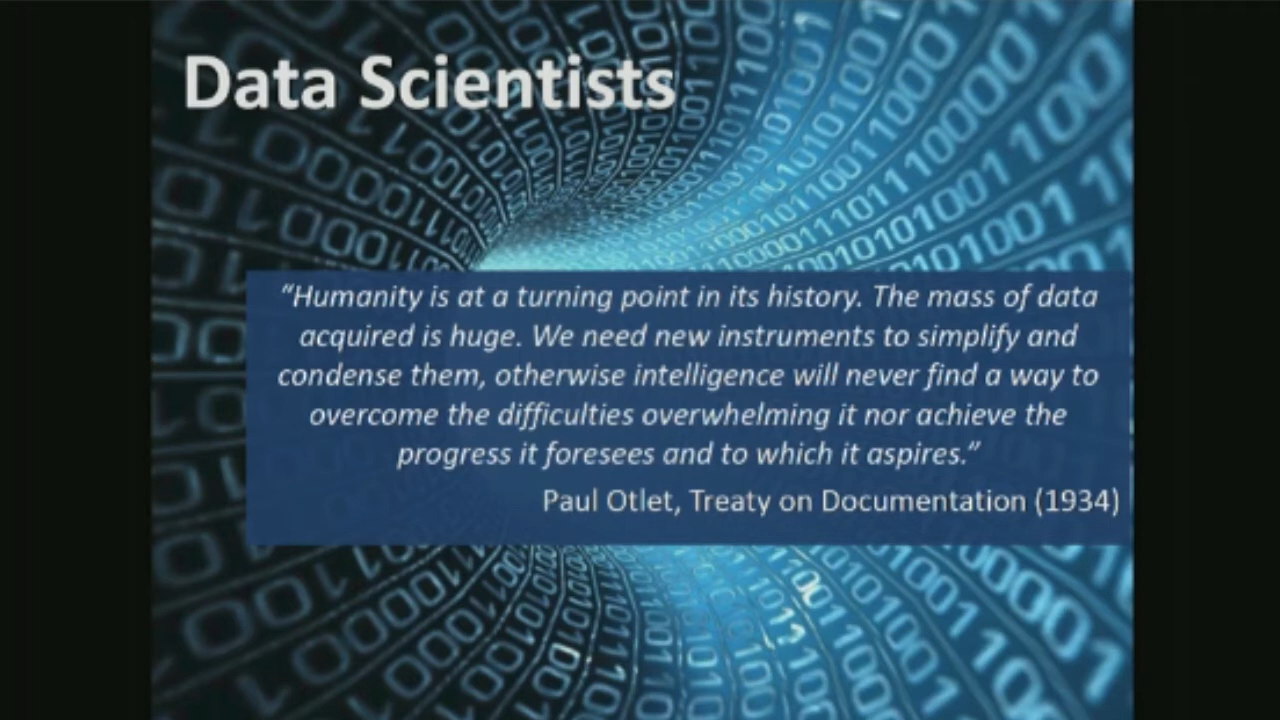 Data Scientists
“Humanity is at a turning point in its history. The mass of data
acquired is huge. We need new instruments to simplify and
condense them, otherwise intelligence will never find a way to
overcome the difficulties overwhelming it nor achieve the
progress it foresees and to which it aspires.”
Paul Otlet, Treaty on Documentation (1934)